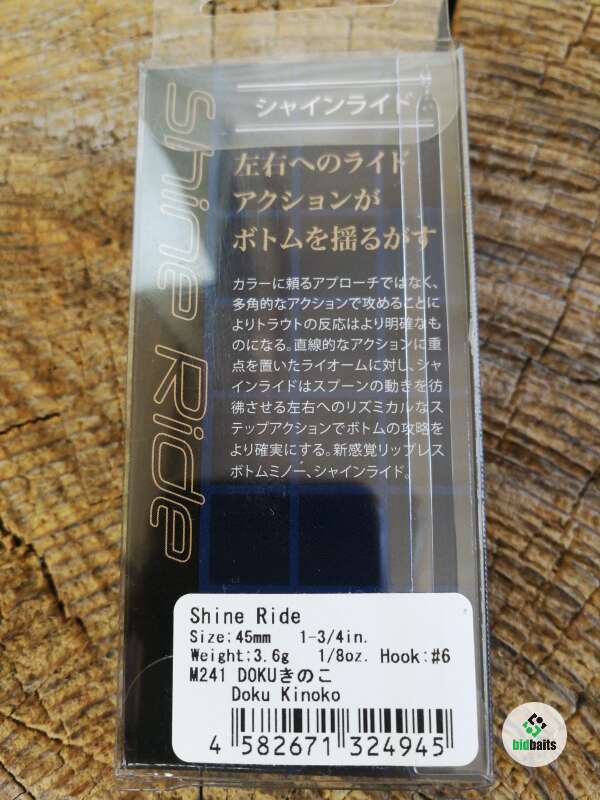 シャインライド
Shine Ride
左右へのライド
アクションが
ボトムを揺るがす
カラーに頼るアプローチではなく、
多角的なアクションで攻めることに
よりトラウトの反応はより明確なも
のになる。直線的なアクションに重
点を置いたライオームに対し、シャ
インライドはスプーンの動きを彷
彿させる左右へのリズミカルなス
テップアクションでボトムの攻略を
より確実にする。新感覚リップレス
ボトムミノー、シャインライド。
Shine Ride
Size:45mm 1-3/4in.
Weight:3.6g 1/8oz. Hook:#6
M241 DOKUきのこ
Doku Kinoko
4 582671 324945
bidbaits